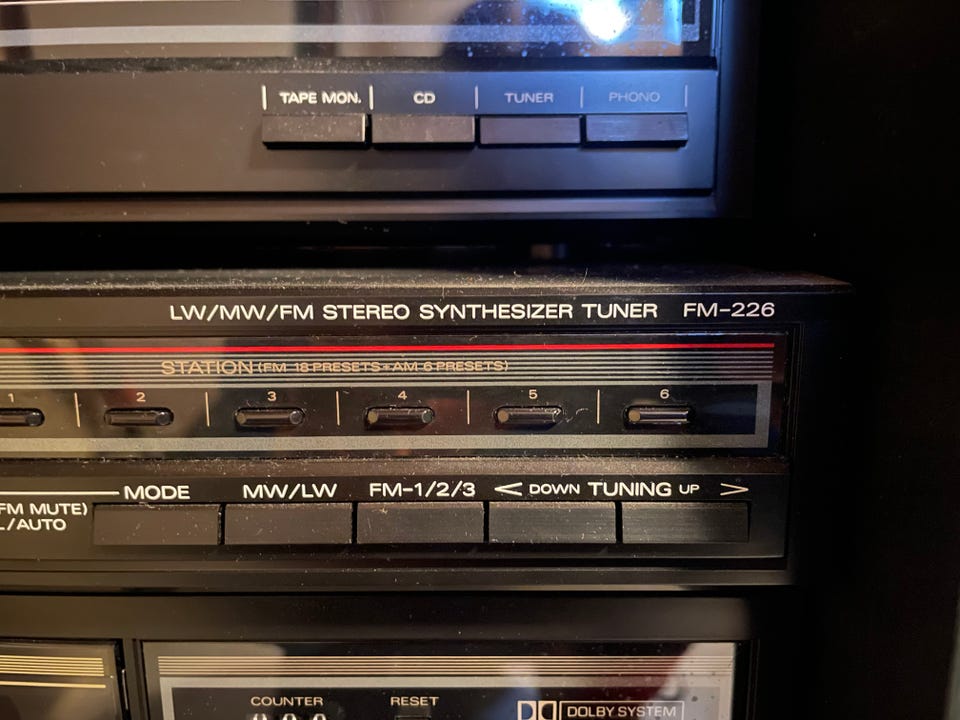 TAPE MON. CD TUNER PHONO
LW/MW/FM STEREO SYNTHESIZER TUNER FM-226
STATION (FM 18 PRESETS • AM 6 PRESETS)
1 2 3 4 5 6
FM MUTE) MODE MW/LW FM-1/2/3 < DOWN TUNING UP >
L/AUTO
COUNTER RESET
DOLBY SYSTEM